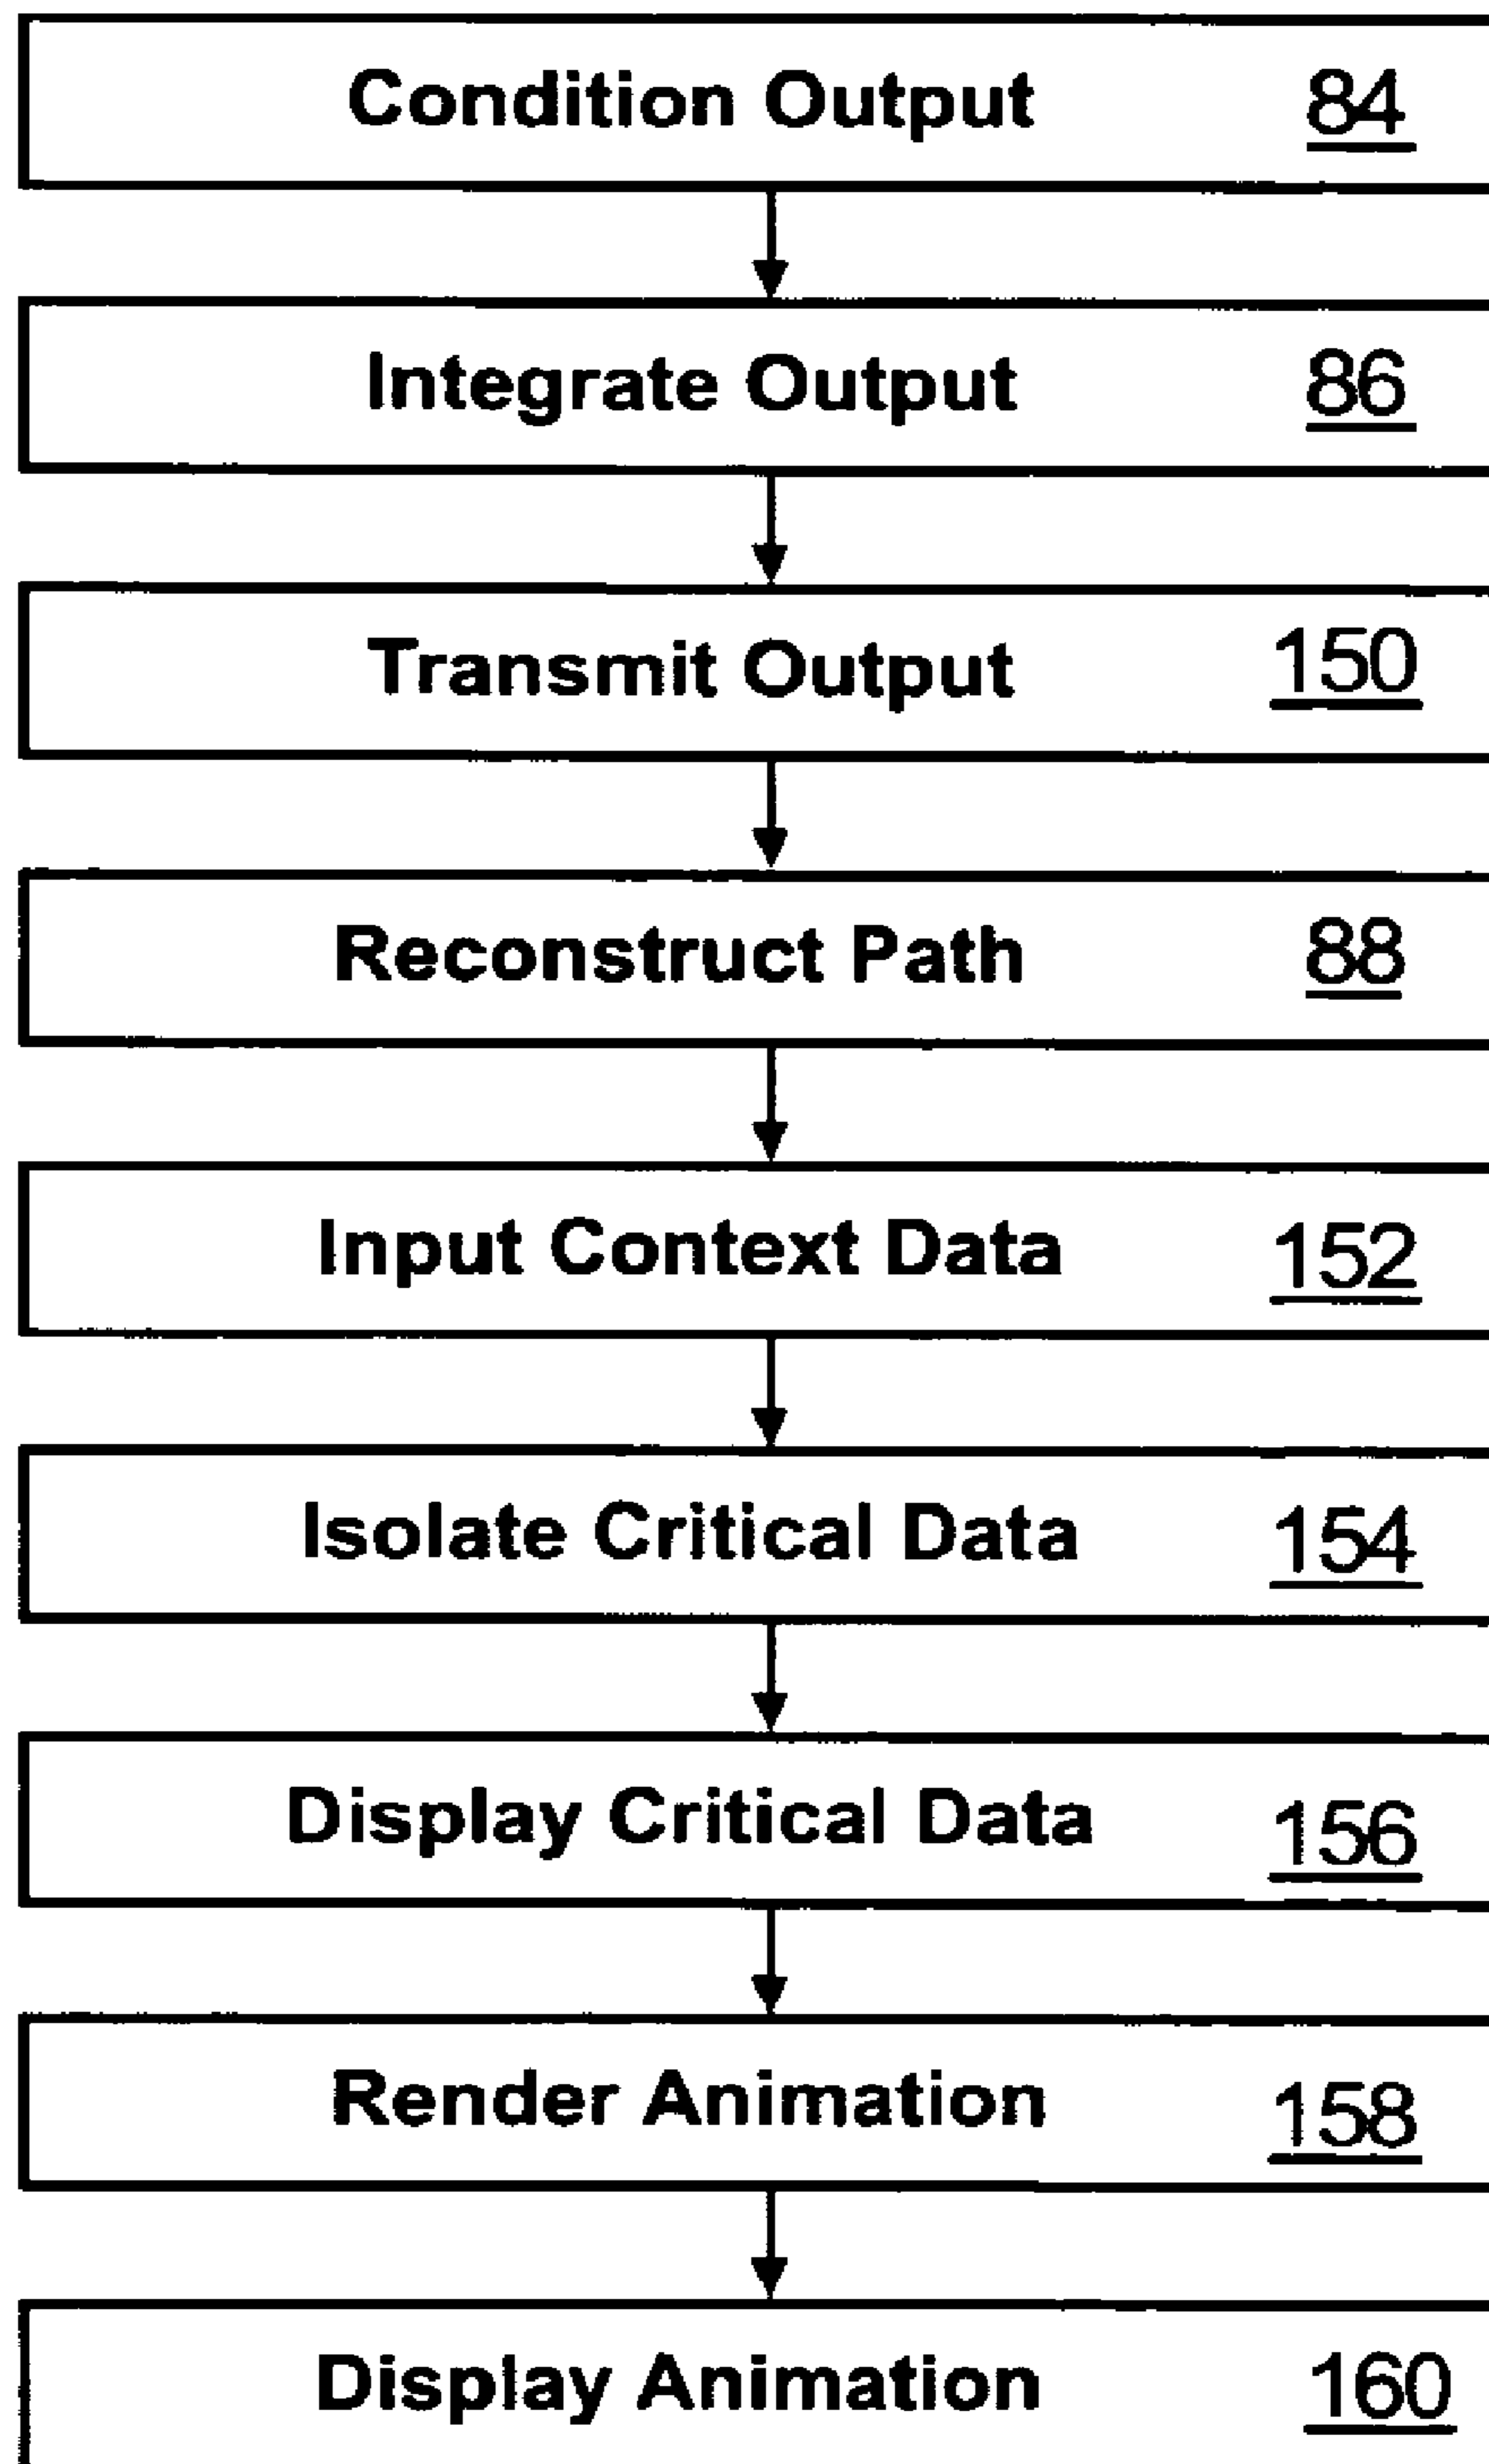 Condition Output 84
Integrate Output 86
Transmit Output 150
Reconstruct Path 88
Input Context Data 152
Isolate Critical Data 154
Display Critical Data 156
Render Animation 158
Display Animation 160